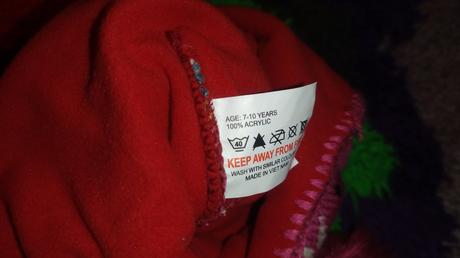 AGE: 7-10 YEARS
100% ACRYLIC
40
KEEP AWAY FROM
WASH WITH SIMILAR
MADE IN VIET NAM